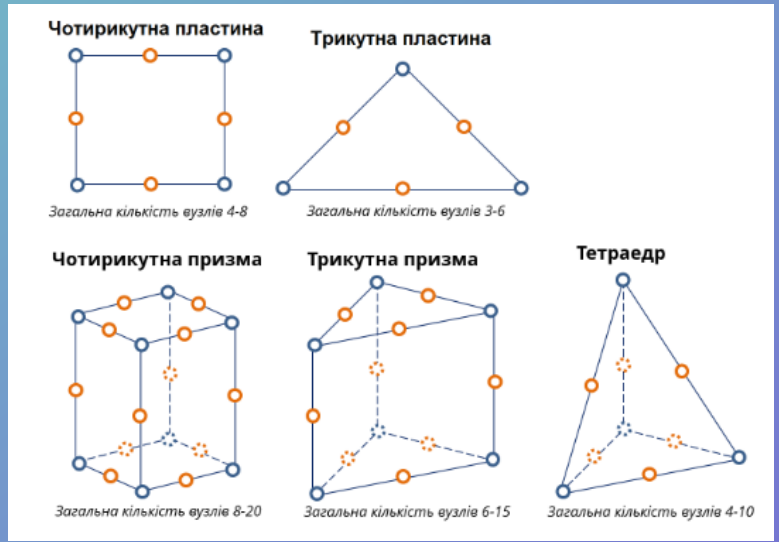 Чотирикутна пластина
Трикутна пластина
Загальна кількість вузлів 4-8
Загальна кількість вузлів 3-6
Чотирикутна призма
Трикутна призма
Тетраедр
Загальна кількість вузлів 8-20
Загальна кількість вузлів 6-15
Загальна кількість вузлів 4-10